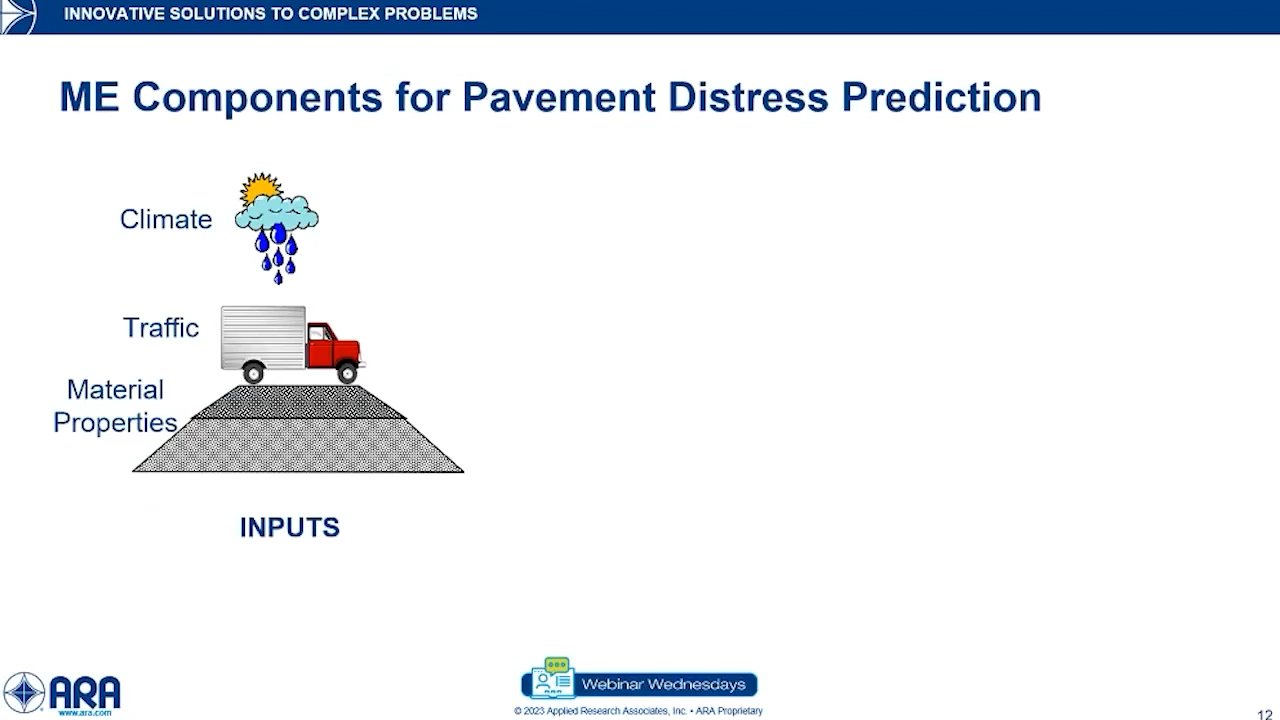 INNOVATIVE SOLUTIONS TO COMPLEX PROBLEMS
ME Components for Pavement Distress Prediction
Climate
Traffic
Material
Properties
INPUTS
ARA
www.ara.com
Webinar Wednesdays
© 2023 Applied Research Associates, Inc. • ARA Proprietary
12